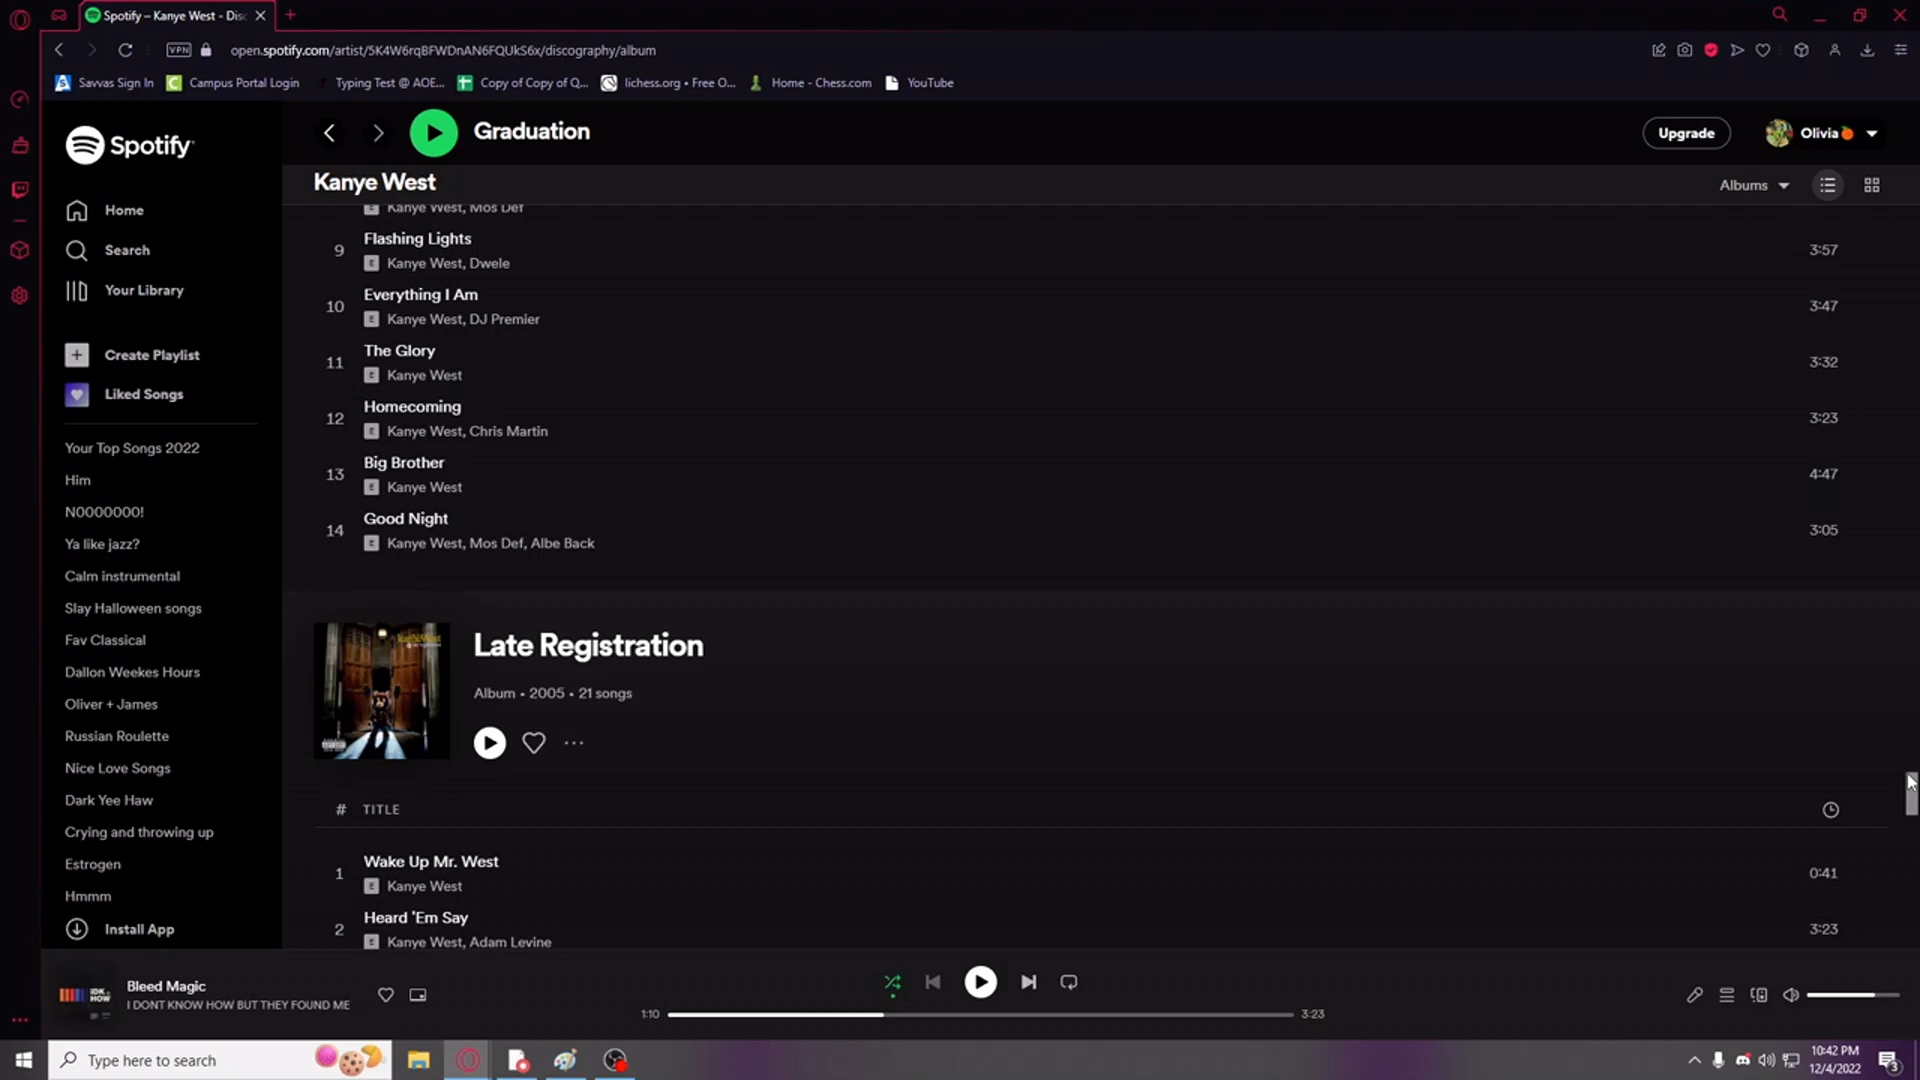 Spotify – Kanye West - Disc
VPN
open.spotify.com/artist/5K4W6rqBFWDnAN6FQUkS6x/discography/album
Savvas Sign In
Campus Portal Login
Typing Test @ AOE...
Copy of Copy of Q...
lichess.org • Free O...
Home - Chess.com
YouTube
Spotify
Graduation
Upgrade
Olivia🍊
Kanye West
Albums
Home
Search
Your Library
Create Playlist
Liked Songs
Your Top Songs 2022
Him
N0000000!
Ya like jazz?
Calm instrumental
Slay Halloween songs
Fav Classical
Dallon Weekes Hours
Oliver + James
Russian Roulette
Nice Love Songs
Dark Yee Haw
Crying and throwing up
Estrogen
Hmmm
Install App
E Kanye West, Mos Def
9 Flashing Lights 3:57
E Kanye West, Dwele
10 Everything I Am 3:47
E Kanye West, DJ Premier
11 The Glory 3:32
E Kanye West
12 Homecoming 3:23
E Kanye West, Chris Martin
13 Big Brother 4:47
E Kanye West
14 Good Night 3:05
E Kanye West, Mos Def, Albe Back
Late Registration
Album • 2005 • 21 songs
# TITLE
1 Wake Up Mr. West 0:41
E Kanye West
2 Heard 'Em Say 3:23
E Kanye West, Adam Levine
Bleed Magic
I DONT KNOW HOW BUT THEY FOUND ME
1:10
3:23
Type here to search
10:42 PM
12/4/2022
3